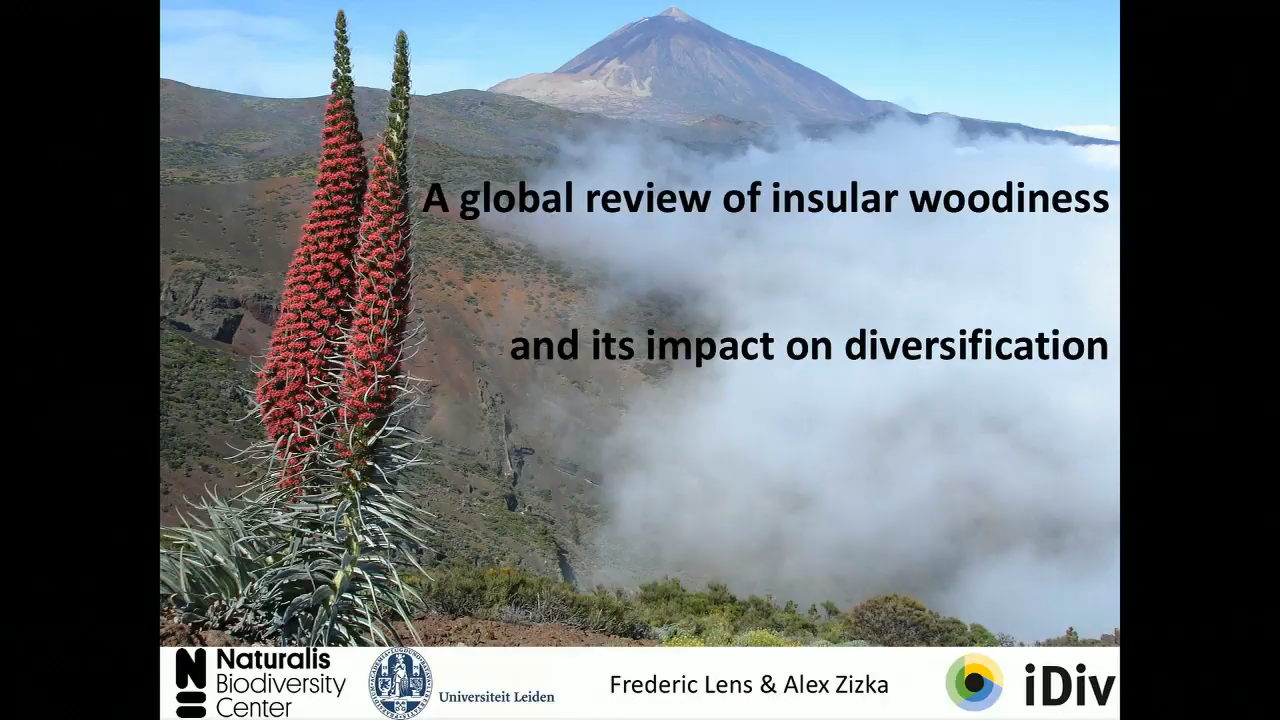 A global review of insular woodiness
and its impact on diversification
Naturalis
Biodiversity
Center
Universiteit Leiden
Frederic Lens & Alex Zizka
iDiv